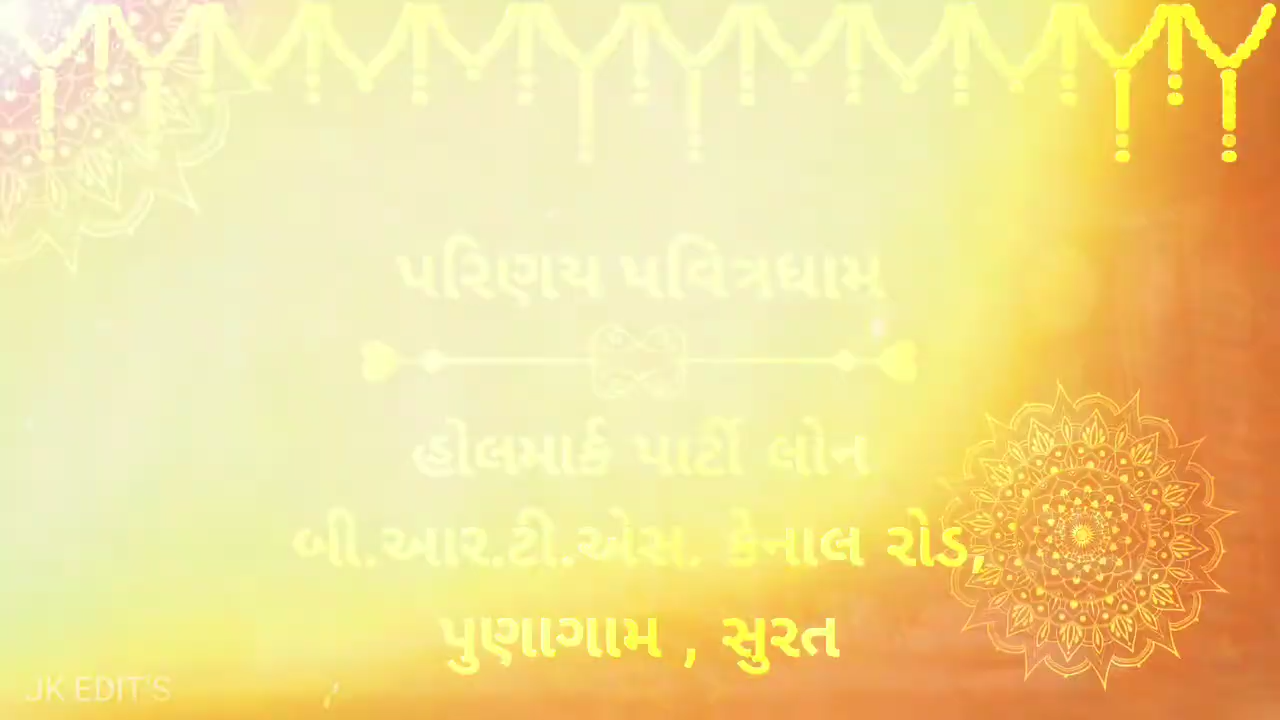 પરિણય પવિત્રધામ
હોલમાર્ક પાર્ટી લોન
બી.આર.ટી.એસ. કેનાલ રોડ,
પુણાગામ , સુરત
JK EDIT'S